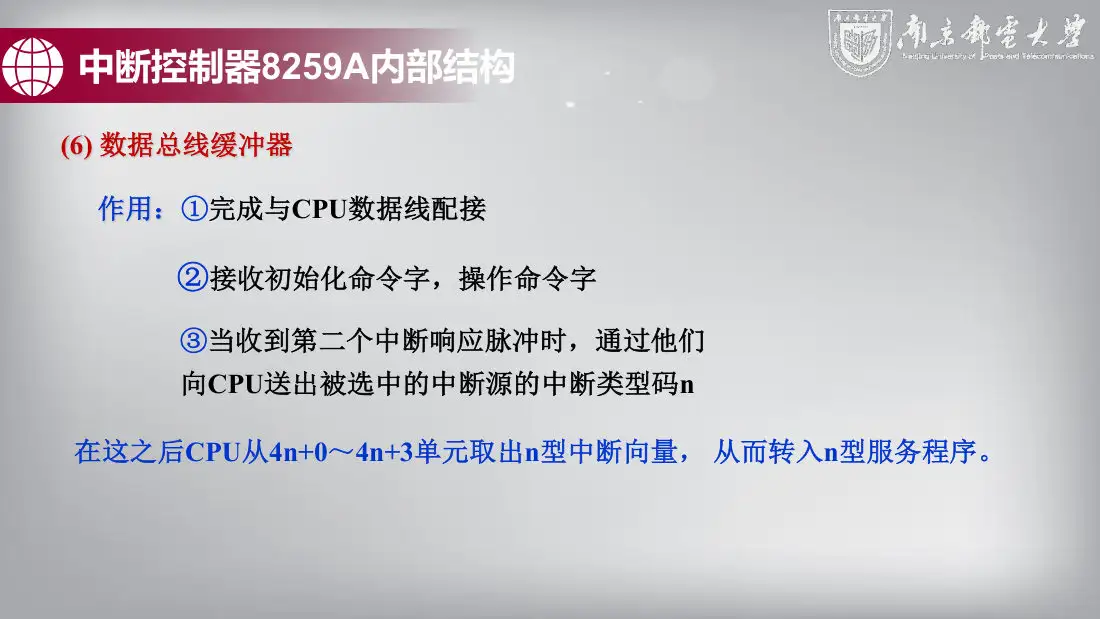 中断控制器8259A内部结构
南京邮电大学
Nanjing University of Posts and Telecommunications
(6) 数据总线缓冲器
作用：①完成与CPU数据线配接
②接收初始化命令字，操作命令字
③当收到第二个中断响应脉冲时，通过他们
向CPU送出被选中的中断源的中断类型码n
在这之后CPU从4n+0～4n+3单元取出n型中断向量， 从而转入n型服务程序。